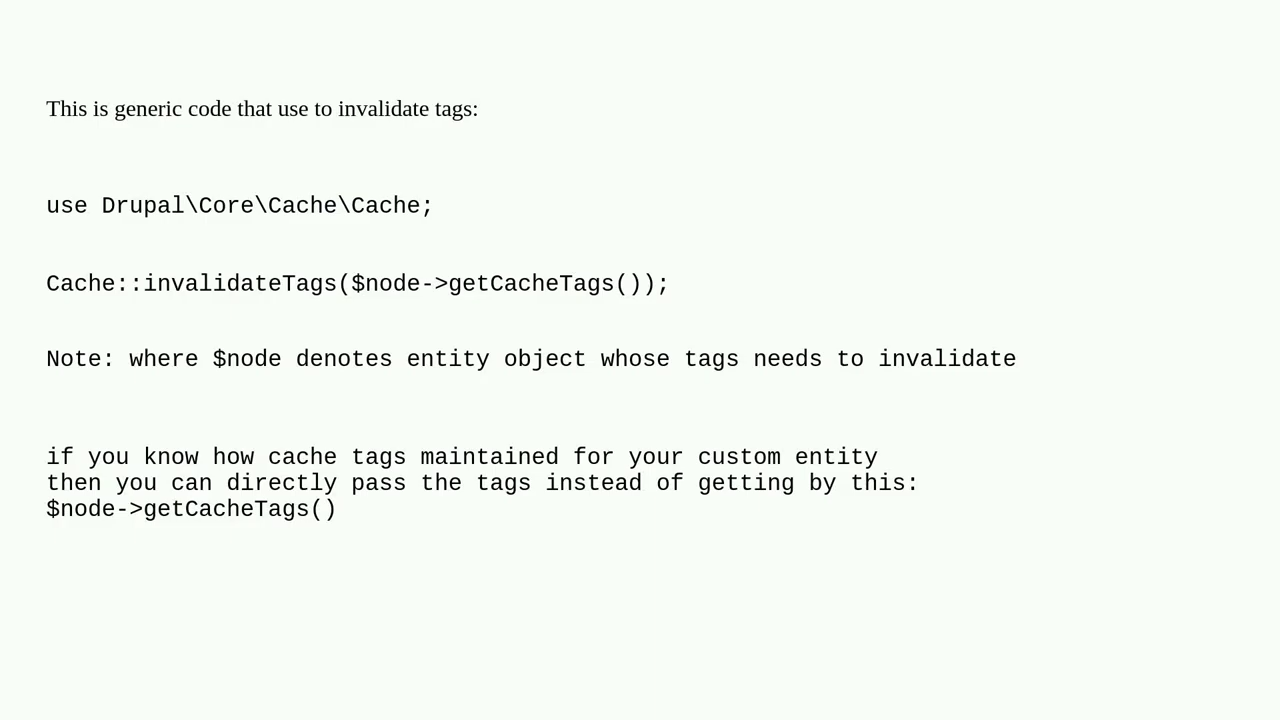 This is generic code that use to invalidate tags:
use Drupal\Core\Cache\Cache;
Cache::invalidateTags($node->getCacheTags());
Note: where $node denotes entity object whose tags needs to invalidate
if you know how cache tags maintained for your custom entity
then you can directly pass the tags instead of getting by this:
$node->getCacheTags()